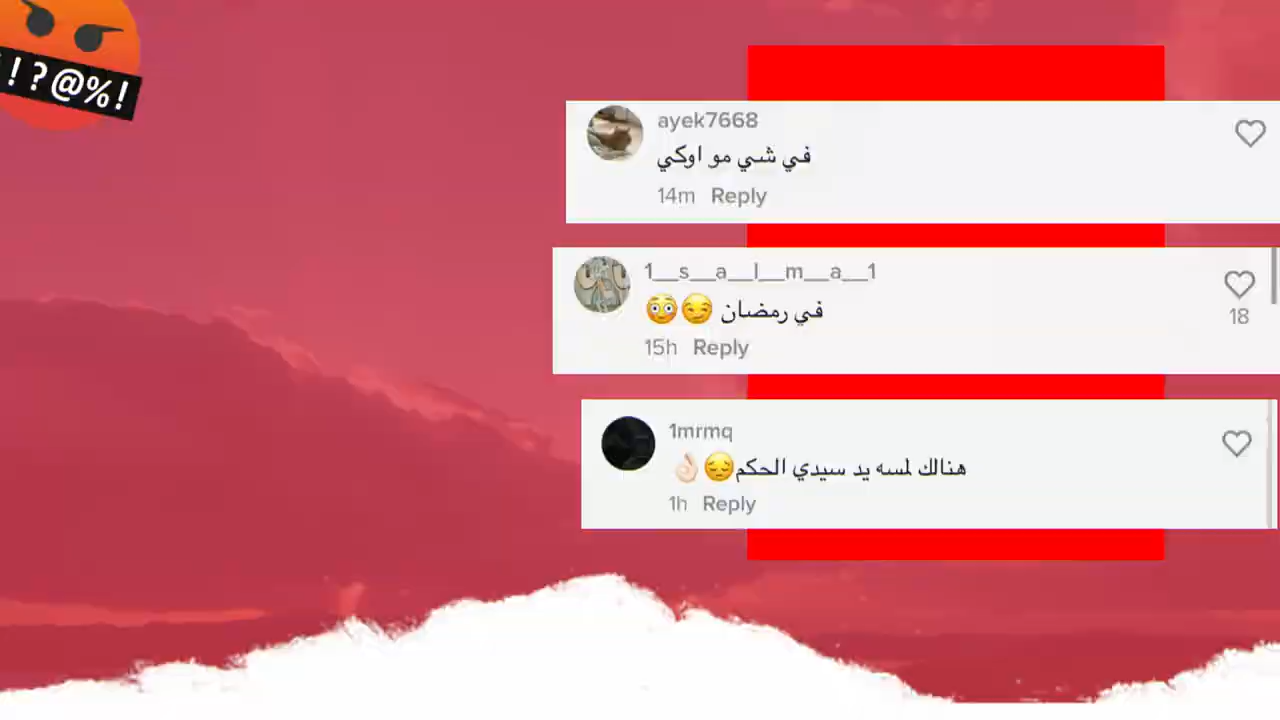 !?@%!
ayek7668
في شي مو اوكي
14m Reply
1__s__a__l__m__a__1
في رمضان 😏😳
18
15h Reply
1mrmq
هنالك لمسه يد سيدي الحكم😔👌🏻
1h Reply